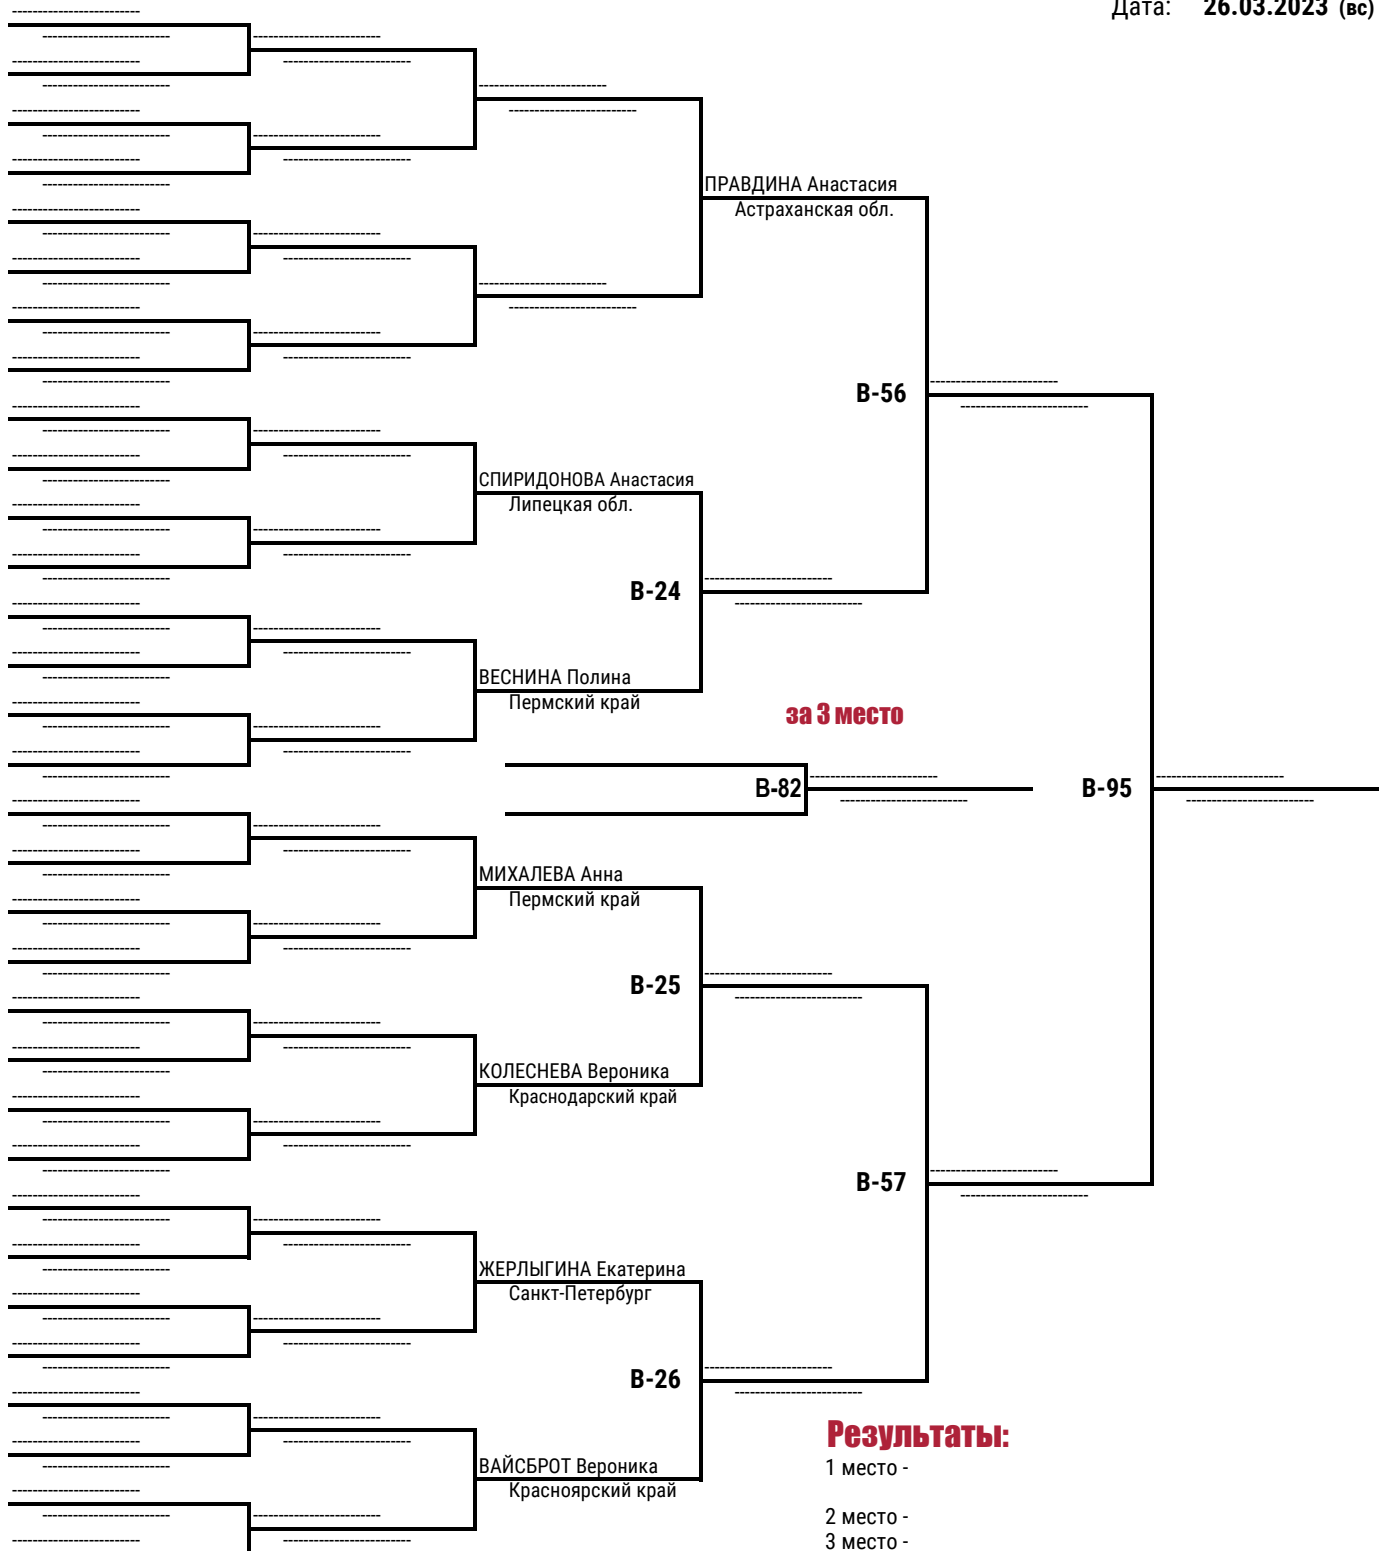 Дата: 26.03.2023 (вс)
ПРАВДИНА Анастасия
Астраханская обл.
B-56
СПИРИДОНОВА Анастасия
Липецкая обл.
B-24
ВЕСНИНА Полина
Пермский край
за 3 место
B-82
B-95
МИХАЛЕВА Анна
Пермский край
B-25
КОЛЕСНЕВА Вероника
Краснодарский край
B-57
ЖЕРЛЫГИНА Екатерина
Санкт-Петербург
B-26
ВАЙСБРОТ Вероника
Красноярский край
Результаты:
1 место -
2 место -
3 место -